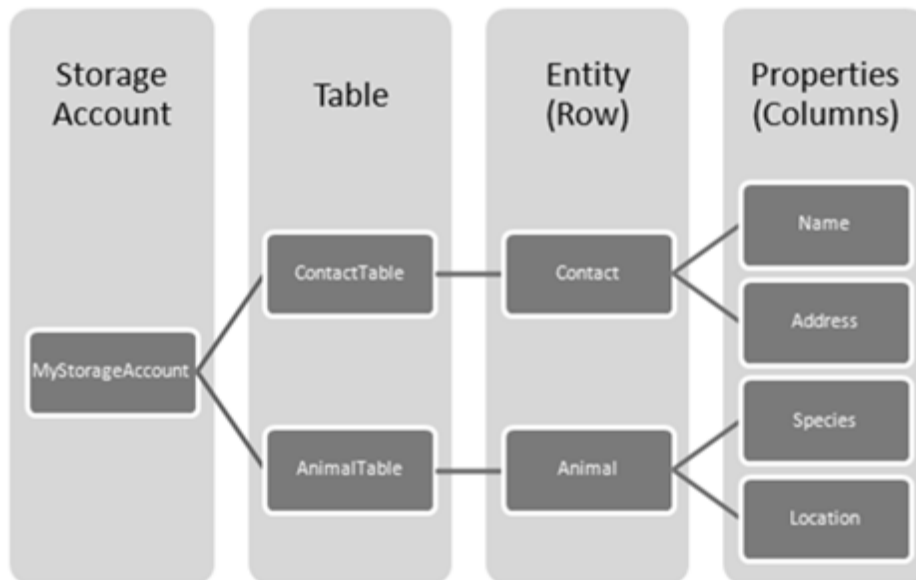 Storage
Account
Table
Entity
(Row)
Properties
(Columns)
MyStorageAccount
ContactTable
Contact
Name
Address
AnimalTable
Animal
Species
Location